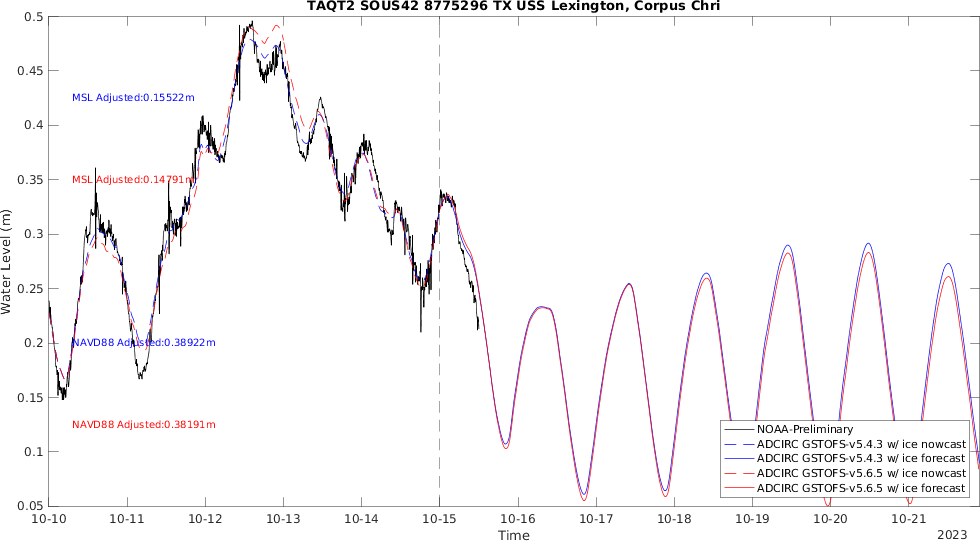 TAQT2 SOUS42 8775296 TX USS Lexington, Corpus Chri
0.5
0.45
0.4
0.35
0.3
0.25
0.2
0.15
0.1
0.05
Water Level (m)
MSL Adjusted:0.15522m
MSL Adjusted:0.14791m
NAVD88 Adjusted:0.38922m
NAVD88 Adjusted:0.38191m
NOAA-Preliminary
ADCIRC GSTOFS-v5.4.3 w/ ice nowcast
ADCIRC GSTOFS-v5.4.3 w/ ice forecast
ADCIRC GSTOFS-v5.6.5 w/ ice nowcast
ADCIRC GSTOFS-v5.6.5 w/ ice forecast
10-10 10-11 10-12 10-13 10-14 10-15 10-16 10-17 10-18 10-19 10-20 10-21
Time
2023